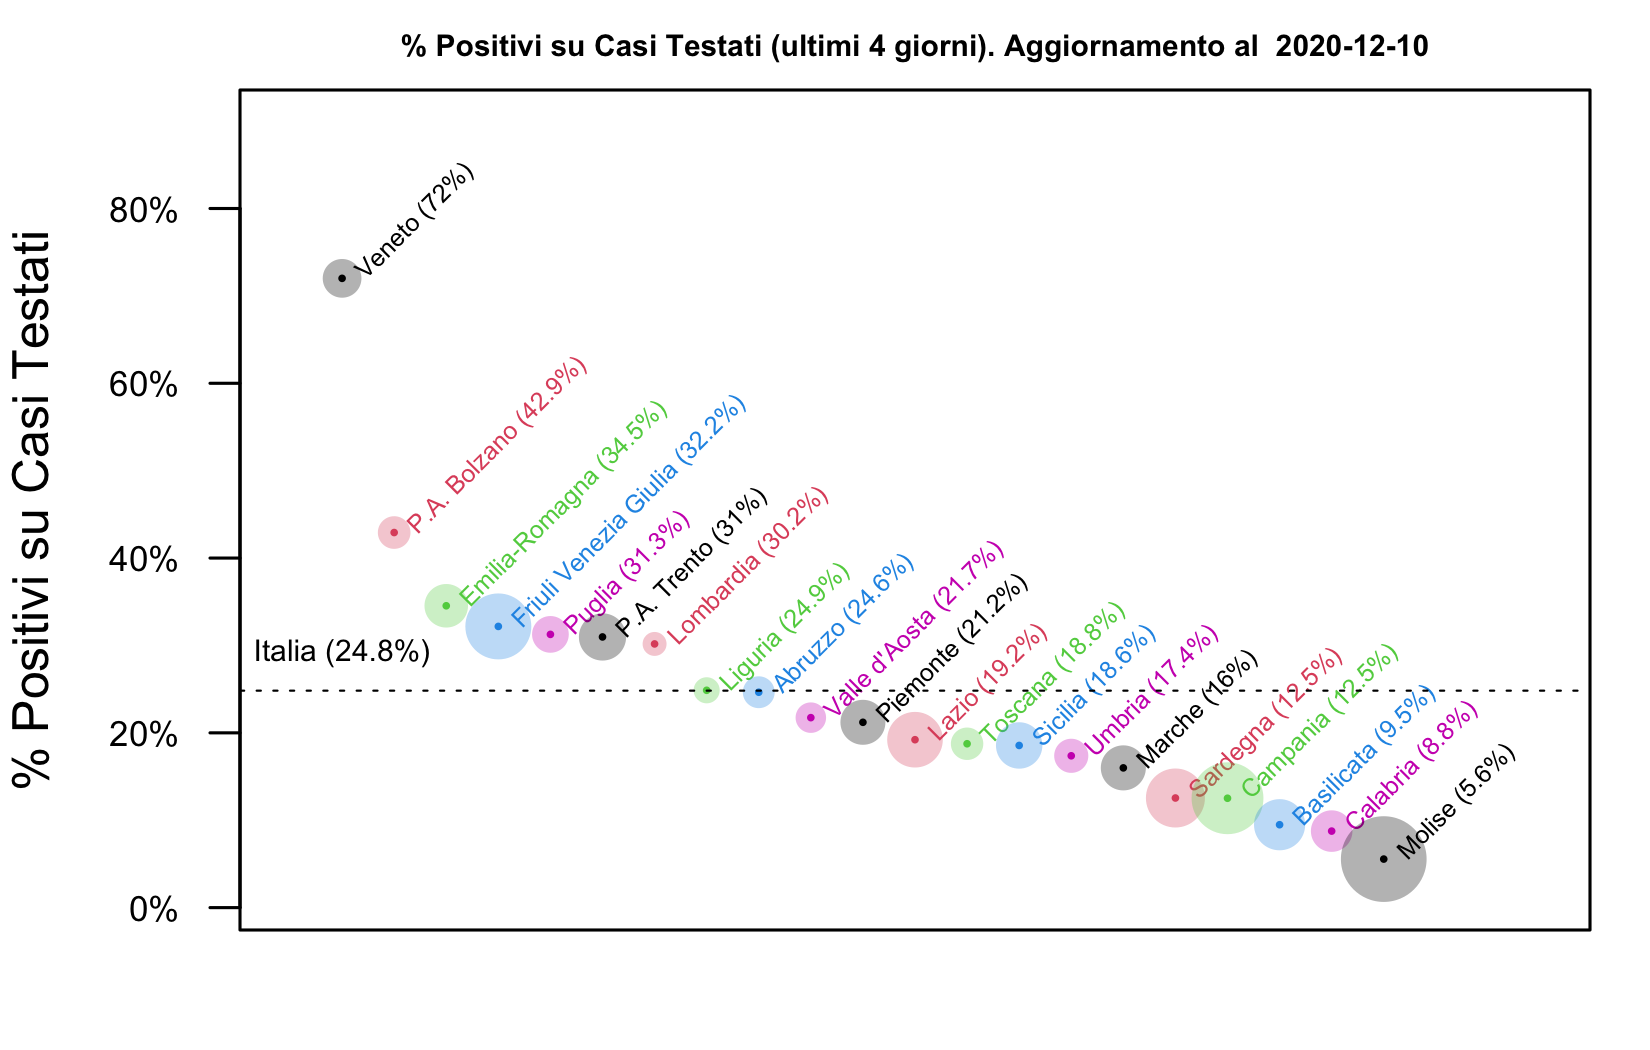 % Positivi su Casi Testati (ultimi 4 giorni). Aggiornamento al  2020-12-10
% Positivi su Casi Testati
80%
60%
40%
20%
0%
Veneto (72%)
P.A. Bolzano (42.9%)
Emilia-Romagna (34.5%)
Friuli Venezia Giulia (32.2%)
Puglia (31.3%)
P.A. Trento (31%)
Lombardia (30.2%)
Italia (24.8%)
Liguria (24.9%)
Abruzzo (24.6%)
Valle d'Aosta (21.7%)
Piemonte (21.2%)
Lazio (19.2%)
Toscana (18.8%)
Sicilia (18.6%)
Umbria (17.4%)
Marche (16%)
Sardegna (12.5%)
Campania (12.5%)
Basilicata (9.5%)
Calabria (8.8%)
Molise (5.6%)